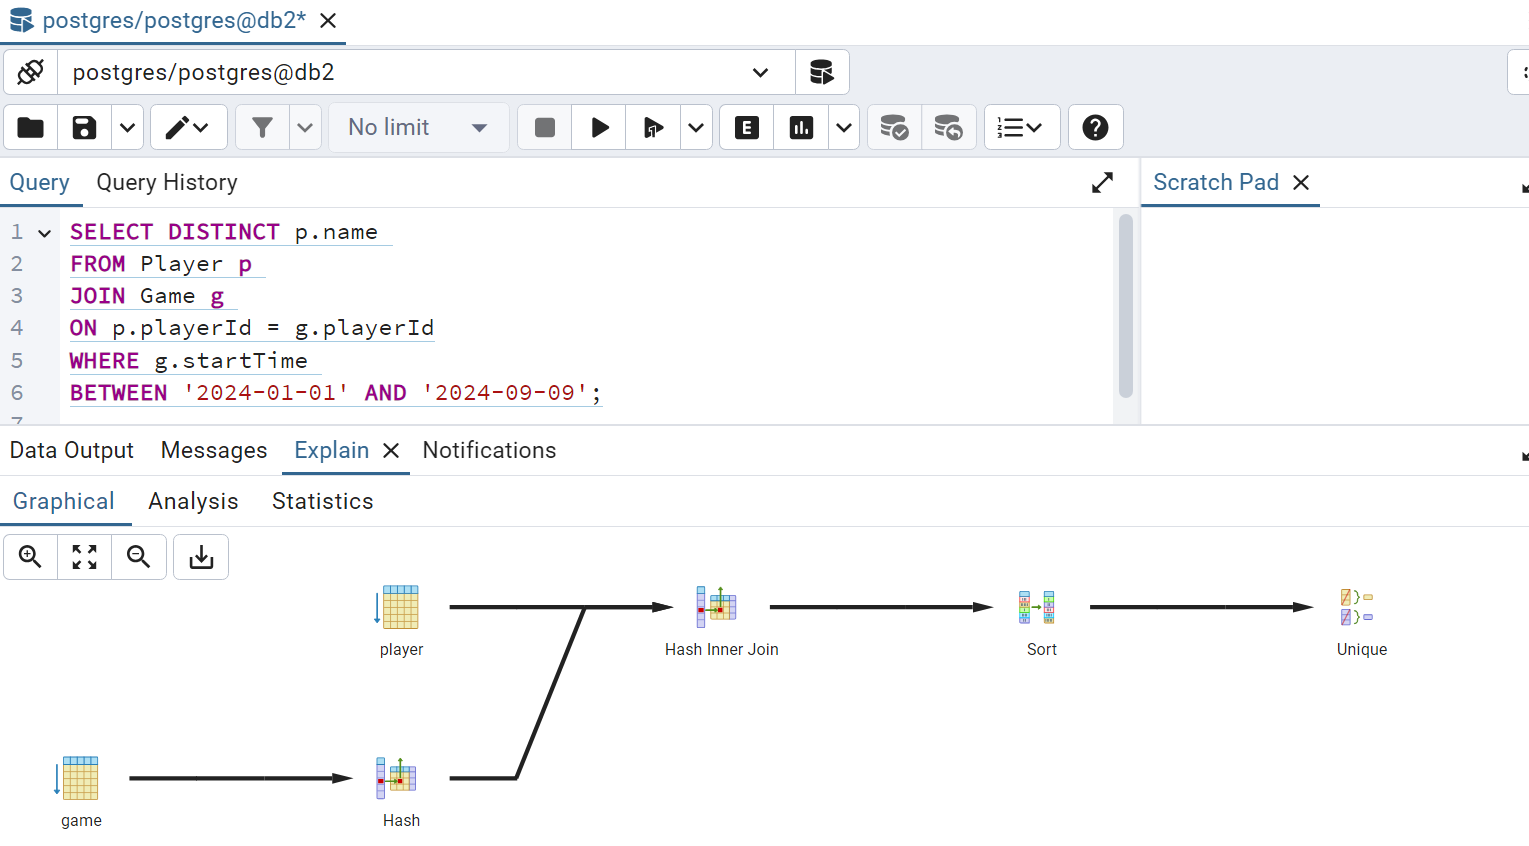 postgres/postgres@db2*
postgres/postgres@db2
No limit
E
Query Query History
Scratch Pad
1 SELECT DISTINCT p.name
2 FROM Player p
3 JOIN Game g
4 ON p.playerId = g.playerId
5 WHERE g.startTime
6 BETWEEN '2024-01-01' AND '2024-09-09';
7
Data Output Messages Explain Notifications
Graphical Analysis Statistics
player
Hash Inner Join
Sort
Unique
game
Hash